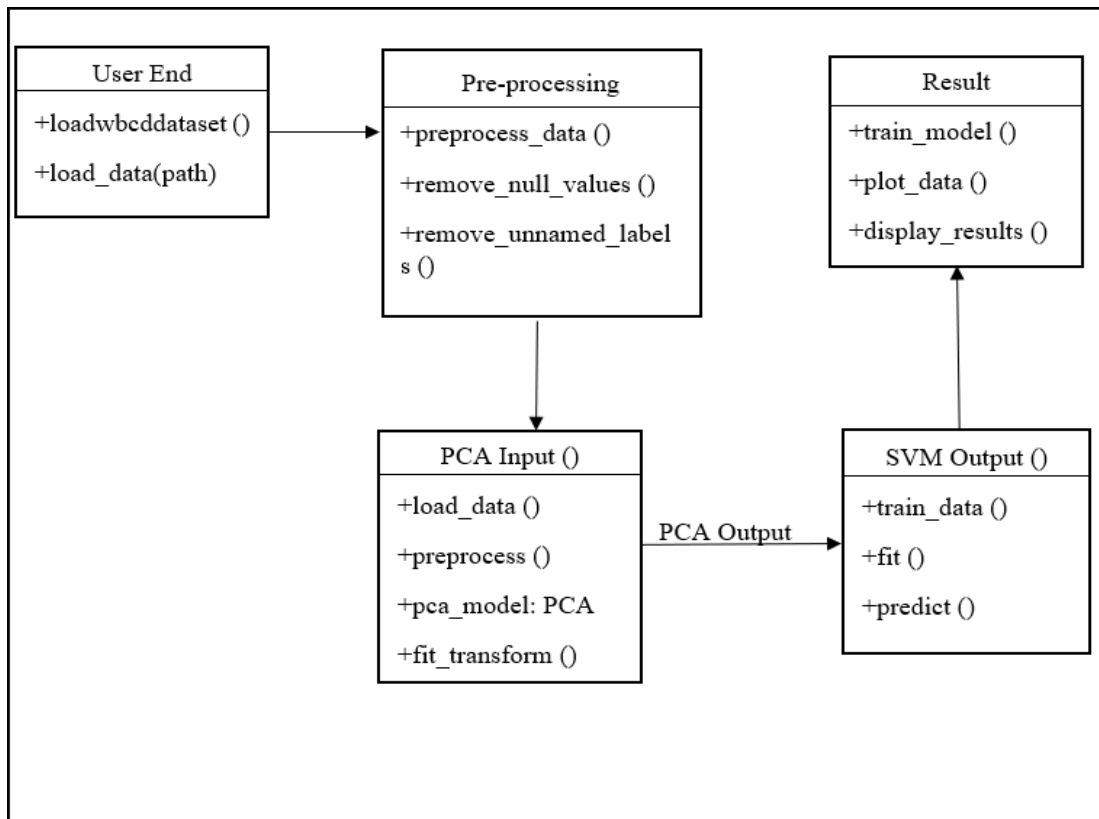 User End
+loadwbcddataset ()
+load_data(path)
Pre-processing
+preprocess_data ()
+remove_null_values ()
+remove_unnamed_label
s ()
Result
+train_model ()
+plot_data ()
+display_results ()
PCA Input ()
+load_data ()
+preprocess ()
+pca_model: PCA
+fit_transform ()
PCA Output
SVM Output ()
+train_data ()
+fit ()
+predict ()